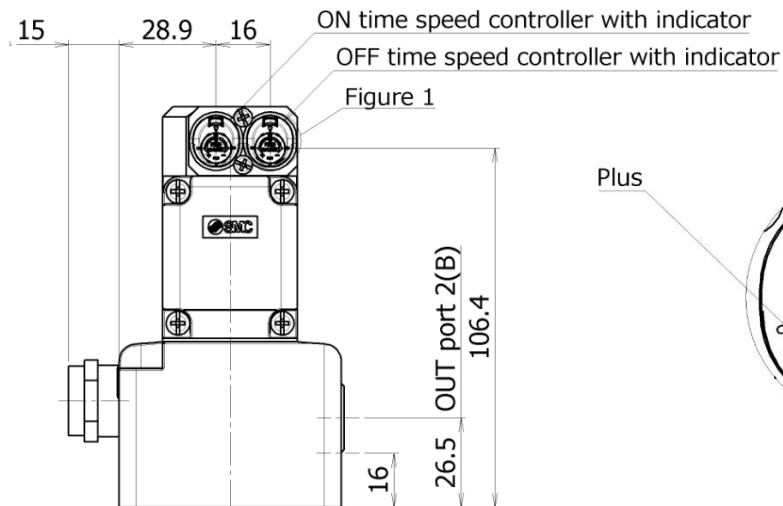 15
28.9
16
ON time speed controller with indicator
OFF time speed controller with indicator
Figure 1
Plus
SMC
OUT port 2(B)
106.4
26.5
16